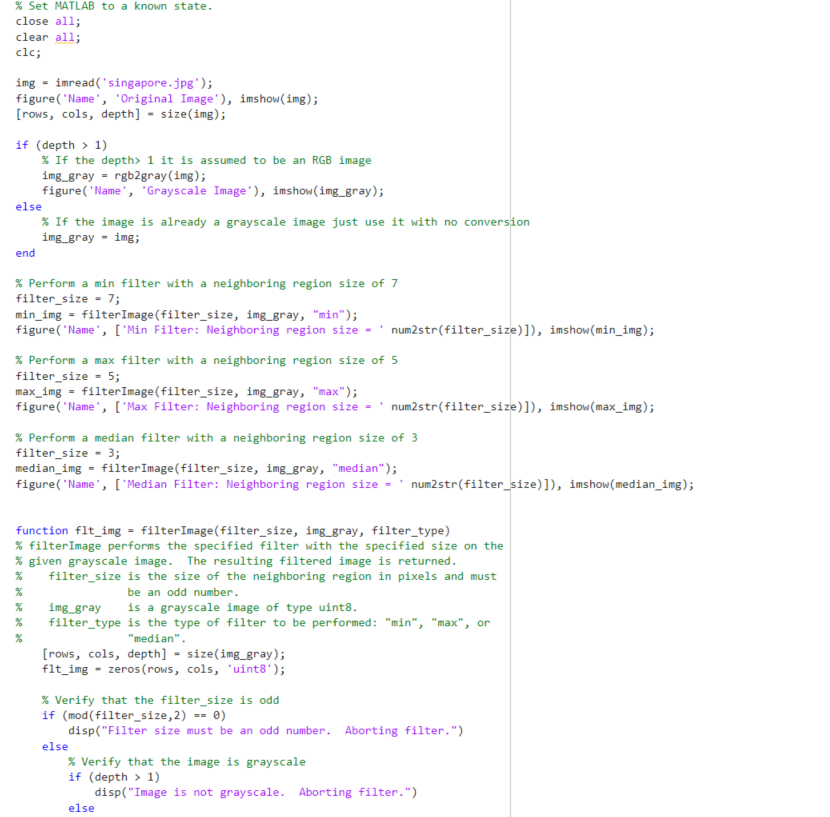 % Set MATLAB to a known state.
close all;
clear all;
clc;

img = imread('singapore.jpg');
figure('Name', 'Original Image'), imshow(img);
[rows, cols, depth] = size(img);

if (depth > 1)
    % If the depth> 1 it is assumed to be an RGB image
    img_gray = rgb2gray(img);
    figure('Name', 'Grayscale Image'), imshow(img_gray);
else
    % If the image is already a grayscale image just use it with no conversion
    img_gray = img;
end

% Perform a min filter with a neighboring region size of 7
filter_size = 7;
min_img = filterImage(filter_size, img_gray, "min");
figure('Name', ['Min Filter: Neighboring region size = ' num2str(filter_size)]), imshow(min_img);

% Perform a max filter with a neighboring region size of 5
filter_size = 5;
max_img = filterImage(filter_size, img_gray, "max");
figure('Name', ['Max Filter: Neighboring region size = ' num2str(filter_size)]), imshow(max_img);

% Perform a median filter with a neighboring region size of 3
filter_size = 3;
median_img = filterImage(filter_size, img_gray, "median");
figure('Name', ['Median Filter: Neighboring region size = ' num2str(filter_size)]), imshow(median_img);


function flt_img = filterImage(filter_size, img_gray, filter_type)
% filterImage performs the specified filter with the specified size on the
% given grayscale image.  The resulting filtered image is returned.
%    filter_size is the size of the neighboring region in pixels and must
%                be an odd number.
%    img_gray    is a grayscale image of type uint8.
%    filter_type is the type of filter to be performed: "min", "max", or
%                "median".
    [rows, cols, depth] = size(img_gray);
    flt_img = zeros(rows, cols, 'uint8');

    % Verify that the filter_size is odd
    if (mod(filter_size,2) == 0)
        disp("Filter size must be an odd number.  Aborting filter.")
    else
        % Verify that the image is grayscale
        if (depth > 1)
            disp("Image is not grayscale.  Aborting filter.")
        else